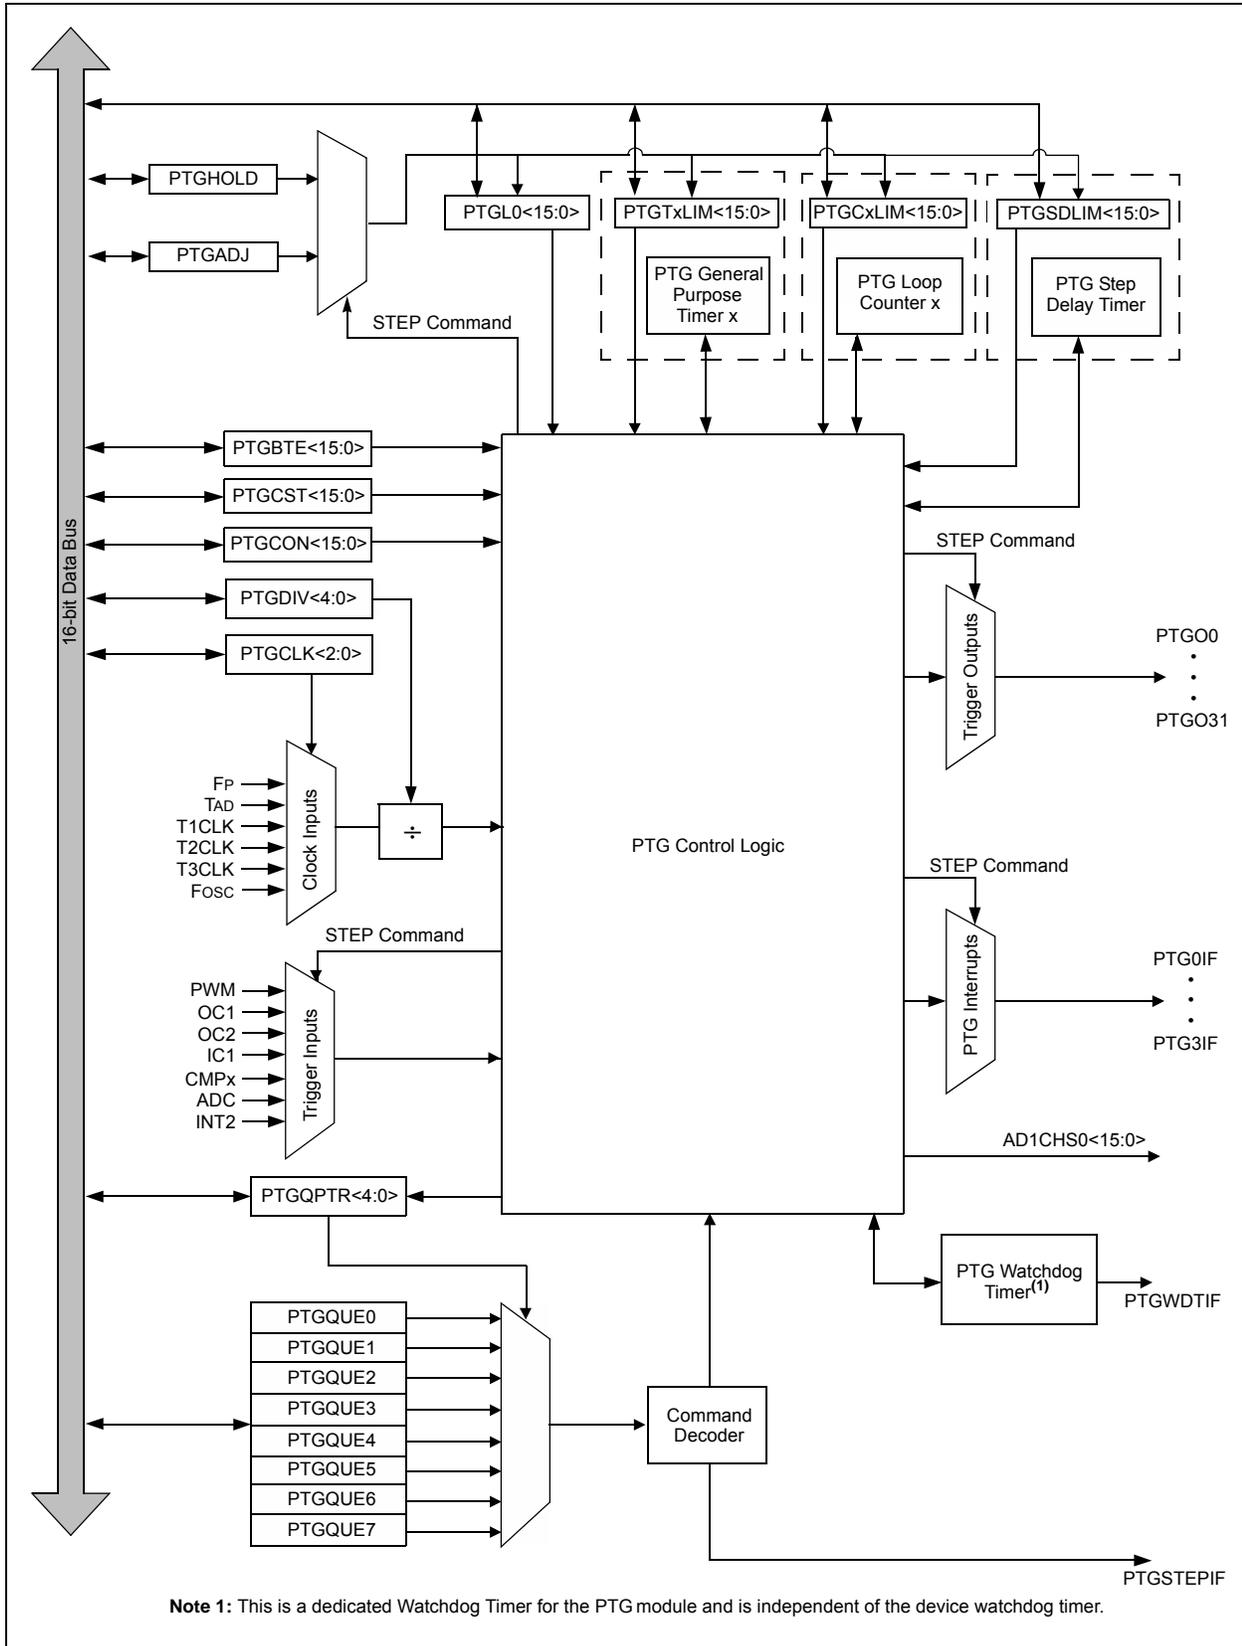 PTGHOLD
PTGADJ
PTGL0<15:0>
PTGTxLIM<15:0>
PTGCxLIM<15:0>
PTGSDLIM<15:0>
PTG General
Purpose
Timer x
PTG Loop
Counter x
PTG Step
Delay Timer
STEP Command
16-bit Data Bus
PTGBTE<15:0>
PTGCST<15:0>
PTGCON<15:0>
PTGDIV<4:0>
PTGCLK<2:0>
STEP Command
Trigger Outputs
PTGO0
•
•
•
PTGO31
FP
TAD
T1CLK
T2CLK
T3CLK
FOSC
Clock Inputs
÷
PTG Control Logic
STEP Command
PTG Interrupts
PTG0IF
•
•
•
PTG3IF
STEP Command
PWM
OC1
OC2
IC1
CMPx
ADC
INT2
Trigger Inputs
AD1CHS0<15:0>
PTGQPTR<4:0>
PTG Watchdog
Timer(1)
PTGWDTIF
PTGQUE0
PTGQUE1
PTGQUE2
PTGQUE3
PTGQUE4
PTGQUE5
PTGQUE6
PTGQUE7
Command
Decoder
PTGSTEPIF
Note 1: This is a dedicated Watchdog Timer for the PTG module and is independent of the device watchdog timer.